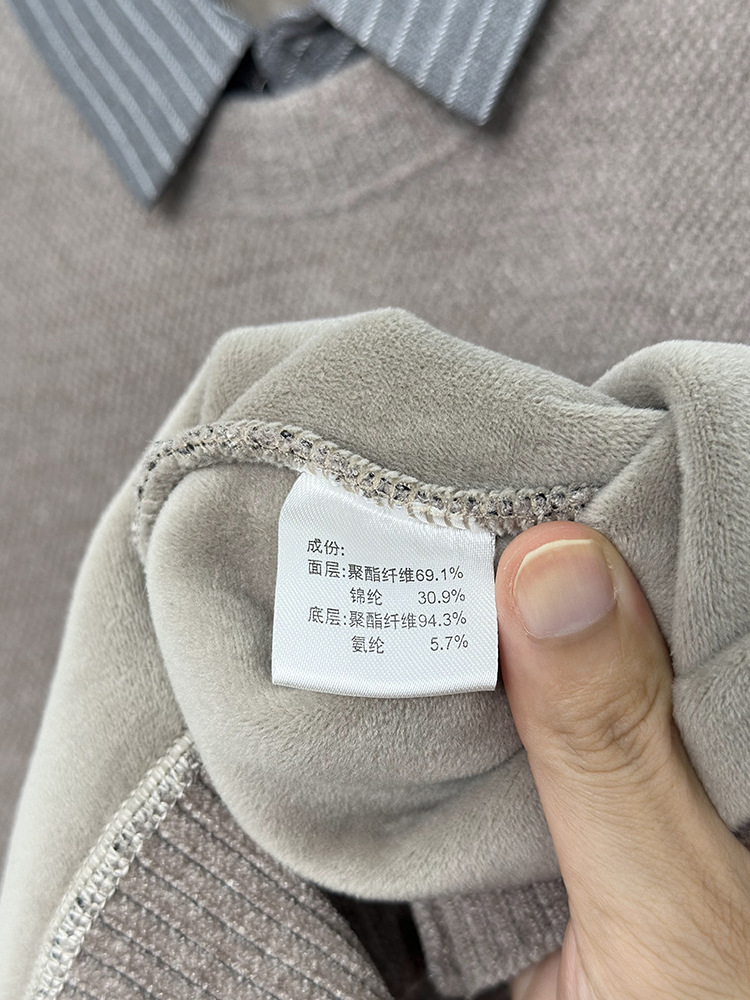 成份:
面层:聚酯纤维69.1%
锦纶 30.9%
底层:聚酯纤维94.3%
氨纶 5.7%